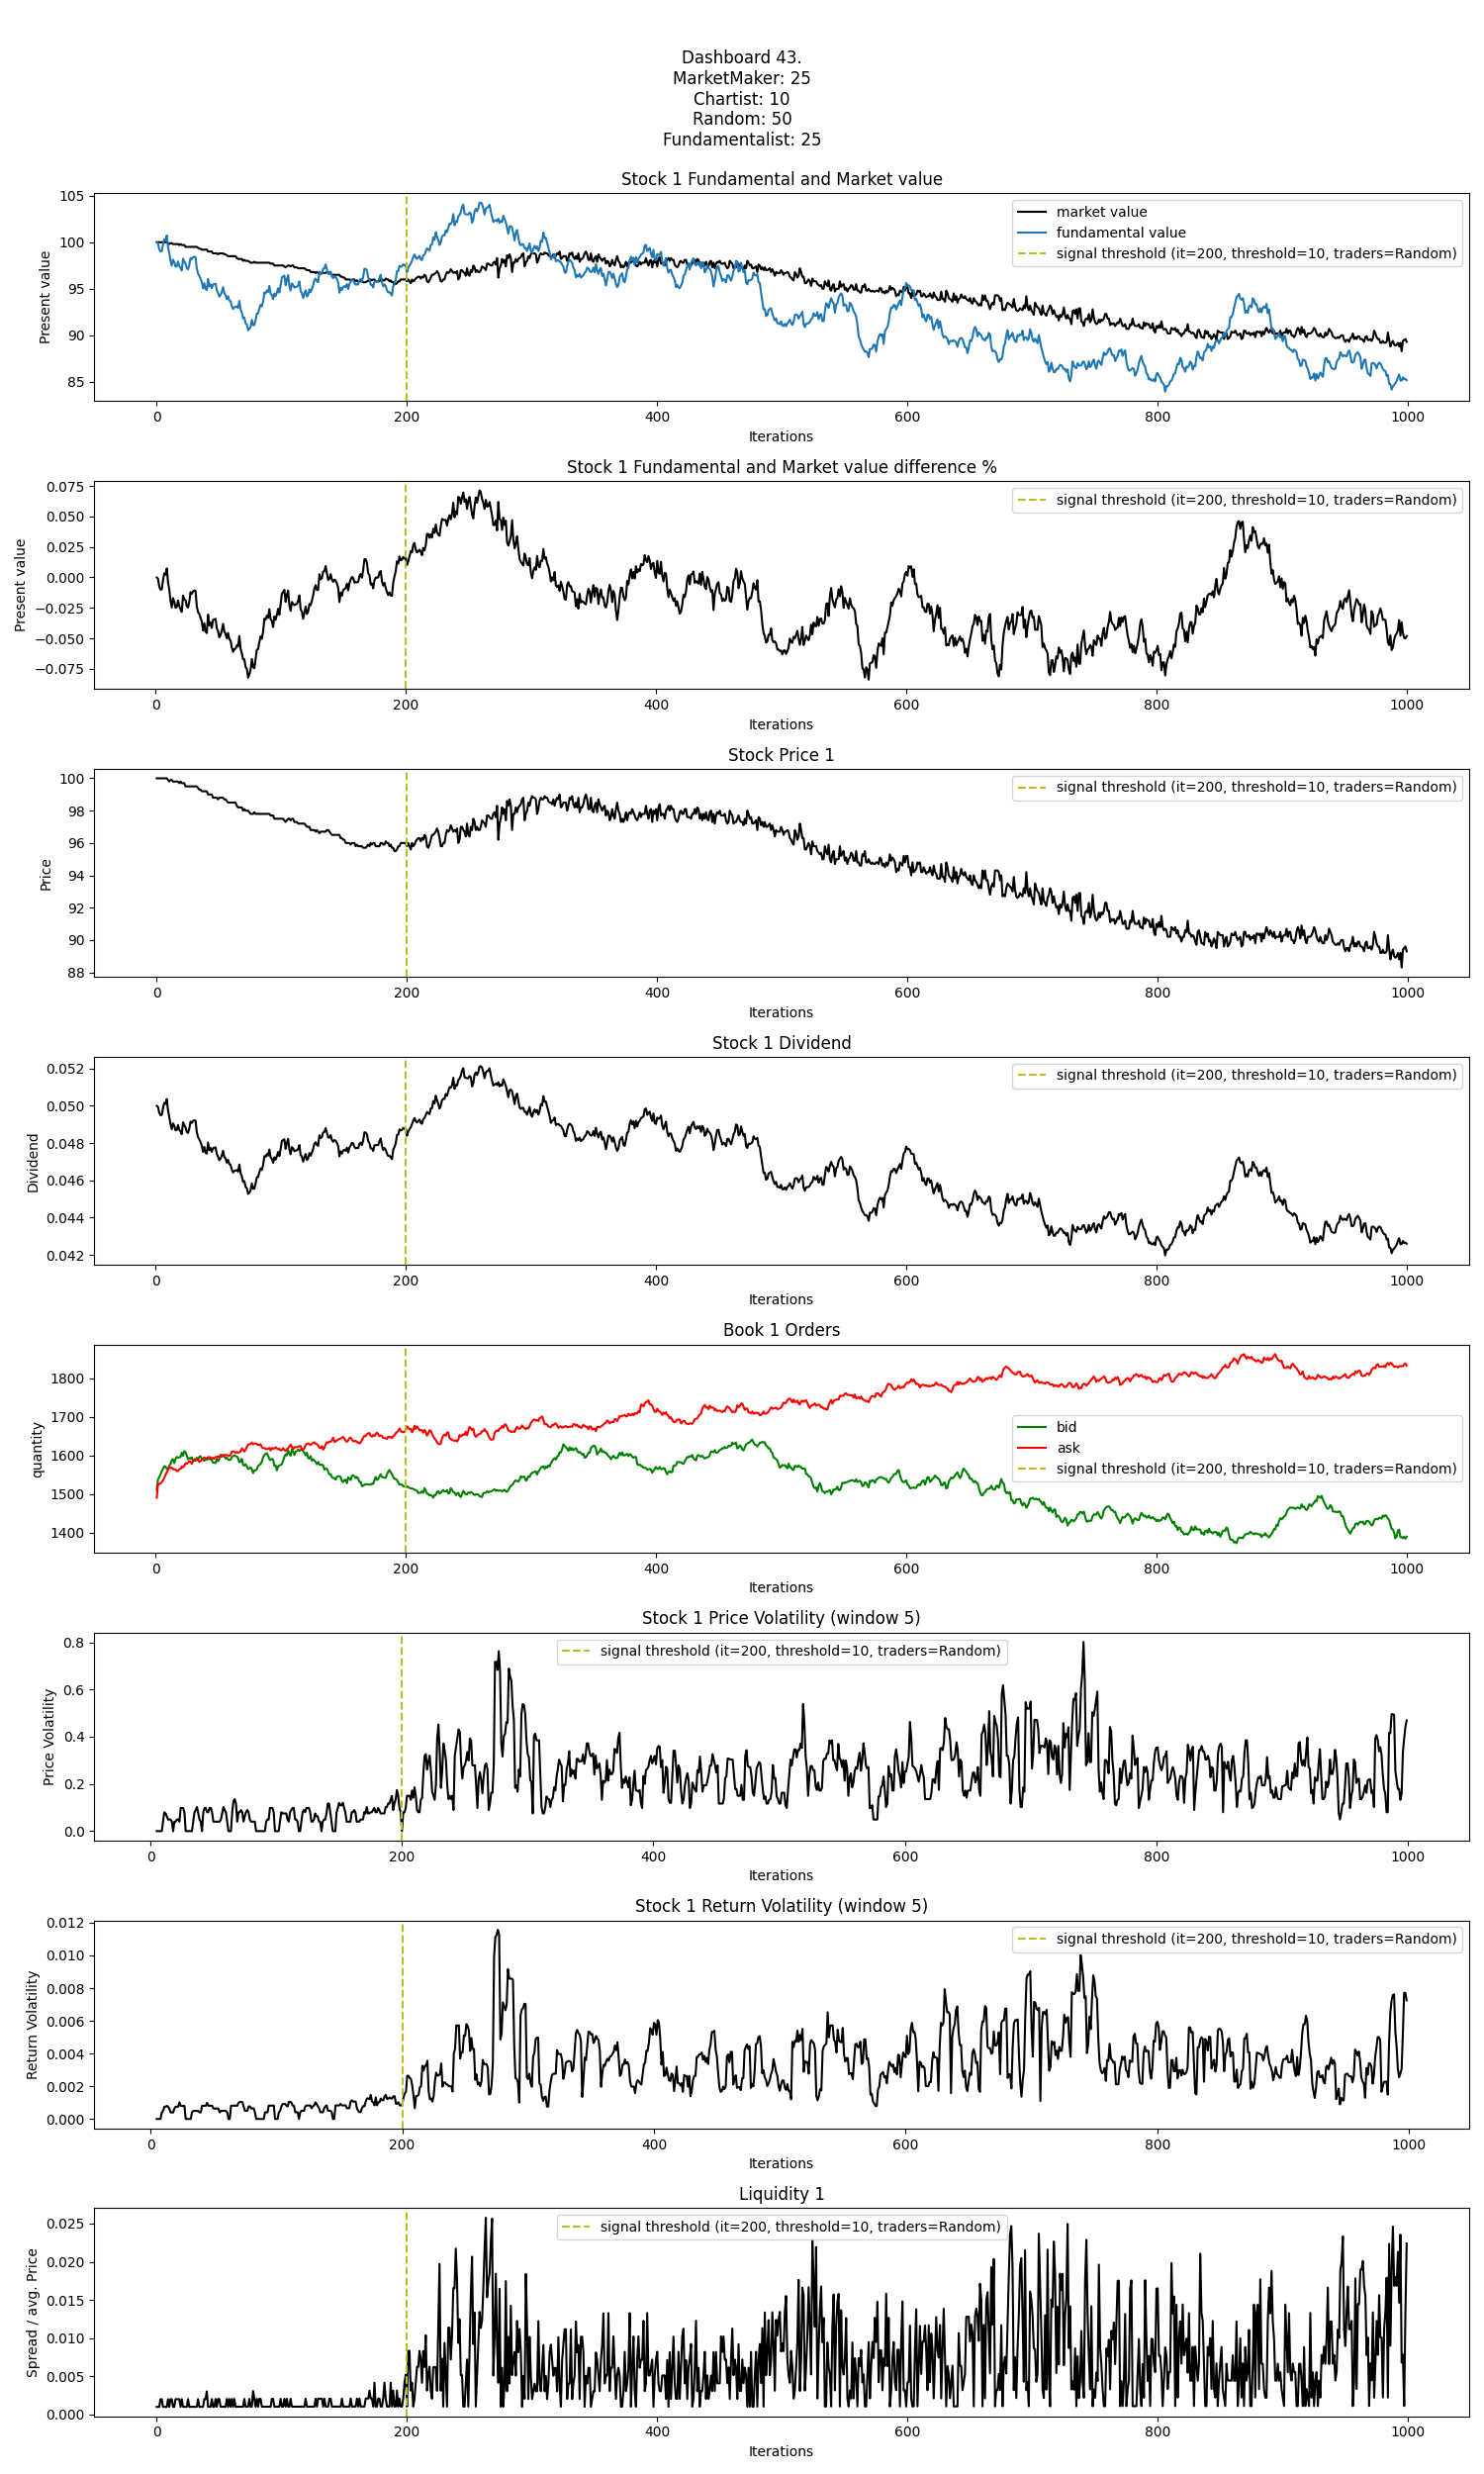 Dashboard 43.
MarketMaker: 25
Chartist: 10
Random: 50
Fundamentalist: 25
Stock 1 Fundamental and Market value
105
100
95
90
85
Present value
market value
fundamental value
signal threshold (it=200, threshold=10, traders=Random)
0 200 400 600 800 1000
Iterations
Stock 1 Fundamental and Market value difference %
0.075
0.050
0.025
0.000
−0.025
−0.050
−0.075
Present value
signal threshold (it=200, threshold=10, traders=Random)
0 200 400 600 800 1000
Iterations
Stock Price 1
100
98
96
94
92
90
88
Price
signal threshold (it=200, threshold=10, traders=Random)
0 200 400 600 800 1000
Iterations
Stock 1 Dividend
0.052
0.050
0.048
0.046
0.044
0.042
Dividend
signal threshold (it=200, threshold=10, traders=Random)
0 200 400 600 800 1000
Iterations
Book 1 Orders
1800
1700
1600
1500
1400
quantity
bid
ask
signal threshold (it=200, threshold=10, traders=Random)
0 200 400 600 800 1000
Iterations
Stock 1 Price Volatility (window 5)
0.8
0.6
0.4
0.2
0.0
Price Volatility
signal threshold (it=200, threshold=10, traders=Random)
0 200 400 600 800 1000
Iterations
Stock 1 Return Volatility (window 5)
0.012
0.010
0.008
0.006
0.004
0.002
0.000
Return Volatility
signal threshold (it=200, threshold=10, traders=Random)
0 200 400 600 800 1000
Iterations
Liquidity 1
0.025
0.020
0.015
0.010
0.005
0.000
Spread / avg. Price
signal threshold (it=200, threshold=10, traders=Random)
0 200 400 600 800 1000
Iterations